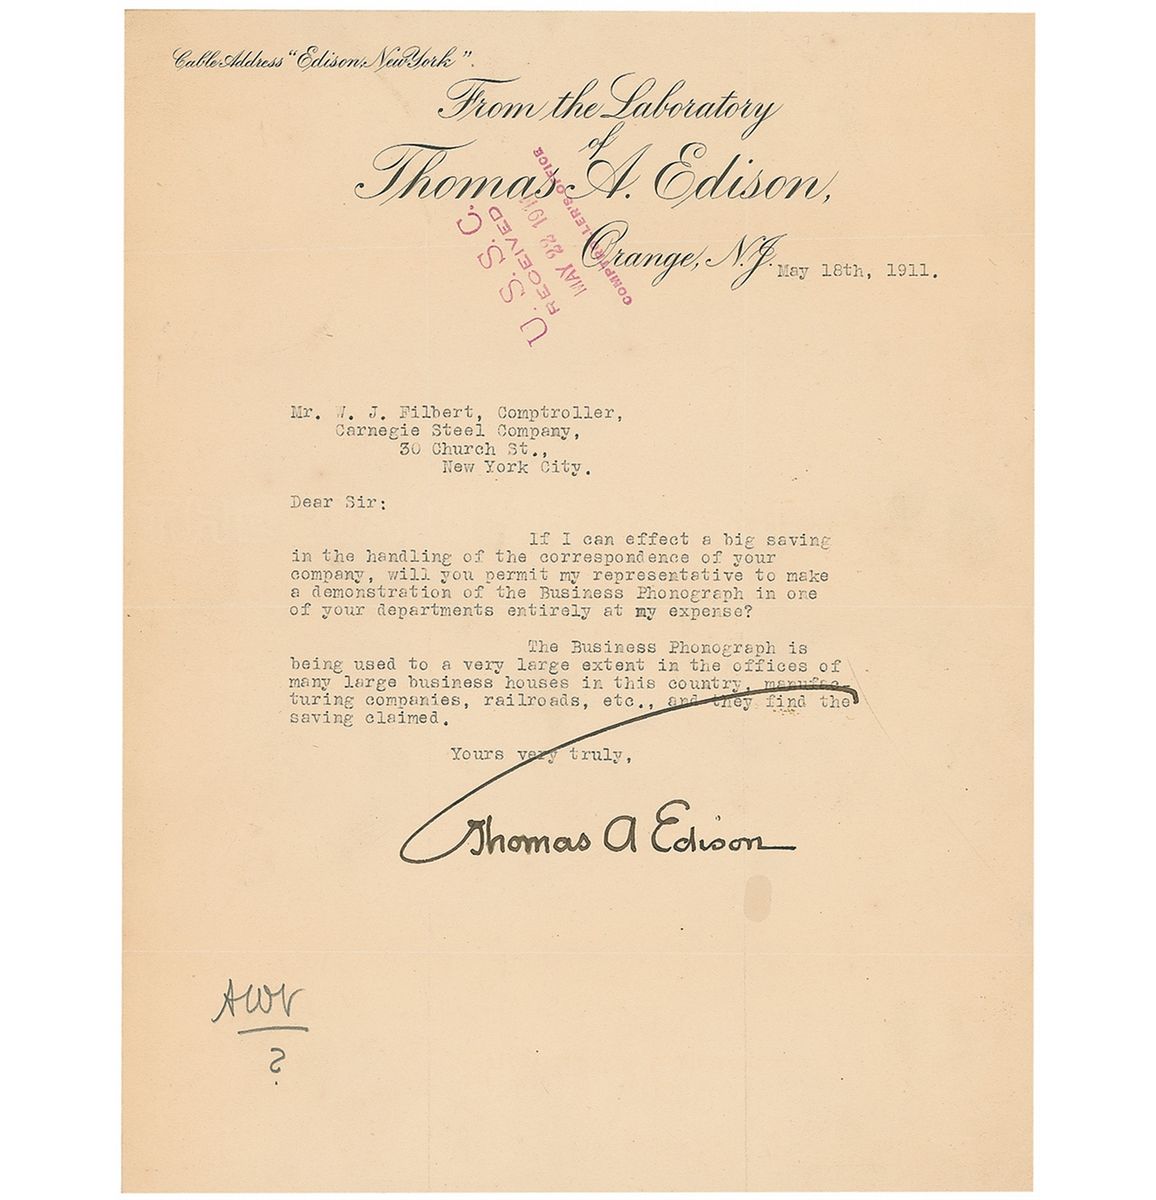 Cable Address "Edison, New York".
From the Laboratory
of
Thomas A. Edison,
Orange, N.J.
May 18th, 1911.
U. S. S. C.
RECEIVED
MAY 22 1911
COMPTROLLER'S OFFICE
Mr. W. J. Filbert, Comptroller,
Carnegie Steel Company,
30 Church St.,
New York City.
Dear Sir:
If I can effect a big saving
in the handling of the correspondence of your
company, will you permit my representative to make
a demonstration of the Business Phonograph in one
of your departments entirely at my expense?
The Business Phonograph is
being used to a very large extent in the offices of
many large business houses in this country, manufac-
turing companies, railroads, etc., and they find the
saving claimed.
Yours very truly,
Thomas A Edison
AWV
?